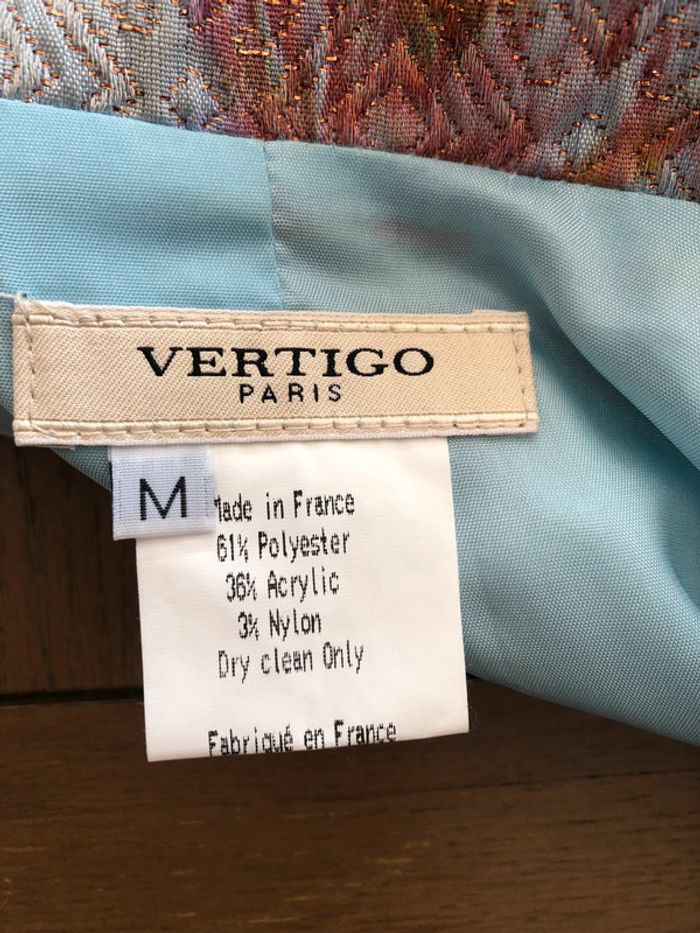 VERTIGO
PARIS
M
Made in France
61% Polyester
36% Acrylic
3% Nylon
Dry clean Only
Fabriqué en France